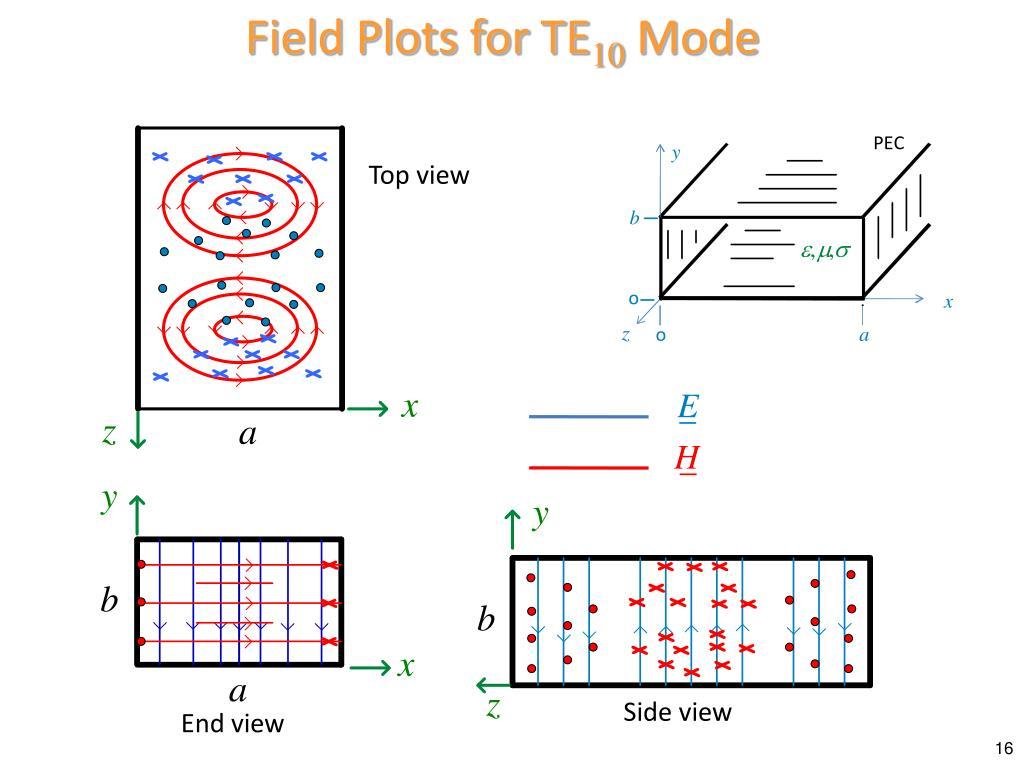 Field Plots for TE₁₀ Mode
Top view
z
a
x
PEC
y
b
ε,μ,σ
o
x
z
o
a
E
H
y
b
x
a
End view
y
b
z
Side view
16